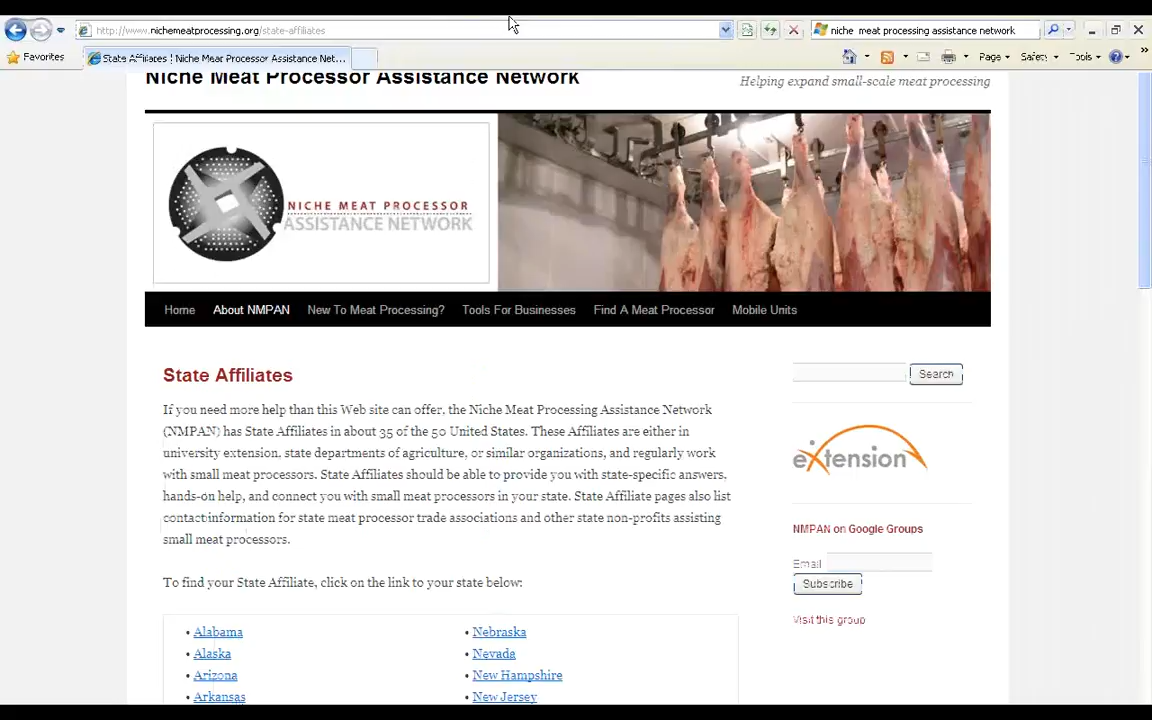 http://www.nichemeatprocessing.org/state-affiliates
niche meat processing assistance network
Favorites
State Affiliates | Niche Meat Processor Assistance Net...
Page
Safety
Tools
Niche Meat Processor Assistance Network
Helping expand small-scale meat processing
NICHE MEAT PROCESSOR
ASSISTANCE NETWORK
Home
About NMPAN
New To Meat Processing?
Tools For Businesses
Find A Meat Processor
Mobile Units
State Affiliates
If you need more help than this Web site can offer, the Niche Meat Processing Assistance Network
(NMPAN) has State Affiliates in about 35 of the 50 United States. These Affiliates are either in
university extension, state departments of agriculture, or similar organizations, and regularly work
with small meat processors. State Affiliates should be able to provide you with state-specific answers,
hands-on help, and connect you with small meat processors in your state. State Affiliate pages also list
contact information for state meat processor trade associations and other state non-profits assisting
small meat processors.
To find your State Affiliate, click on the link to your state below:
• Alabama
• Alaska
• Arizona
• Arkansas
• Nebraska
• Nevada
• New Hampshire
• New Jersey
Search
eXtension
NMPAN on Google Groups
Email
Subscribe
Visit this group